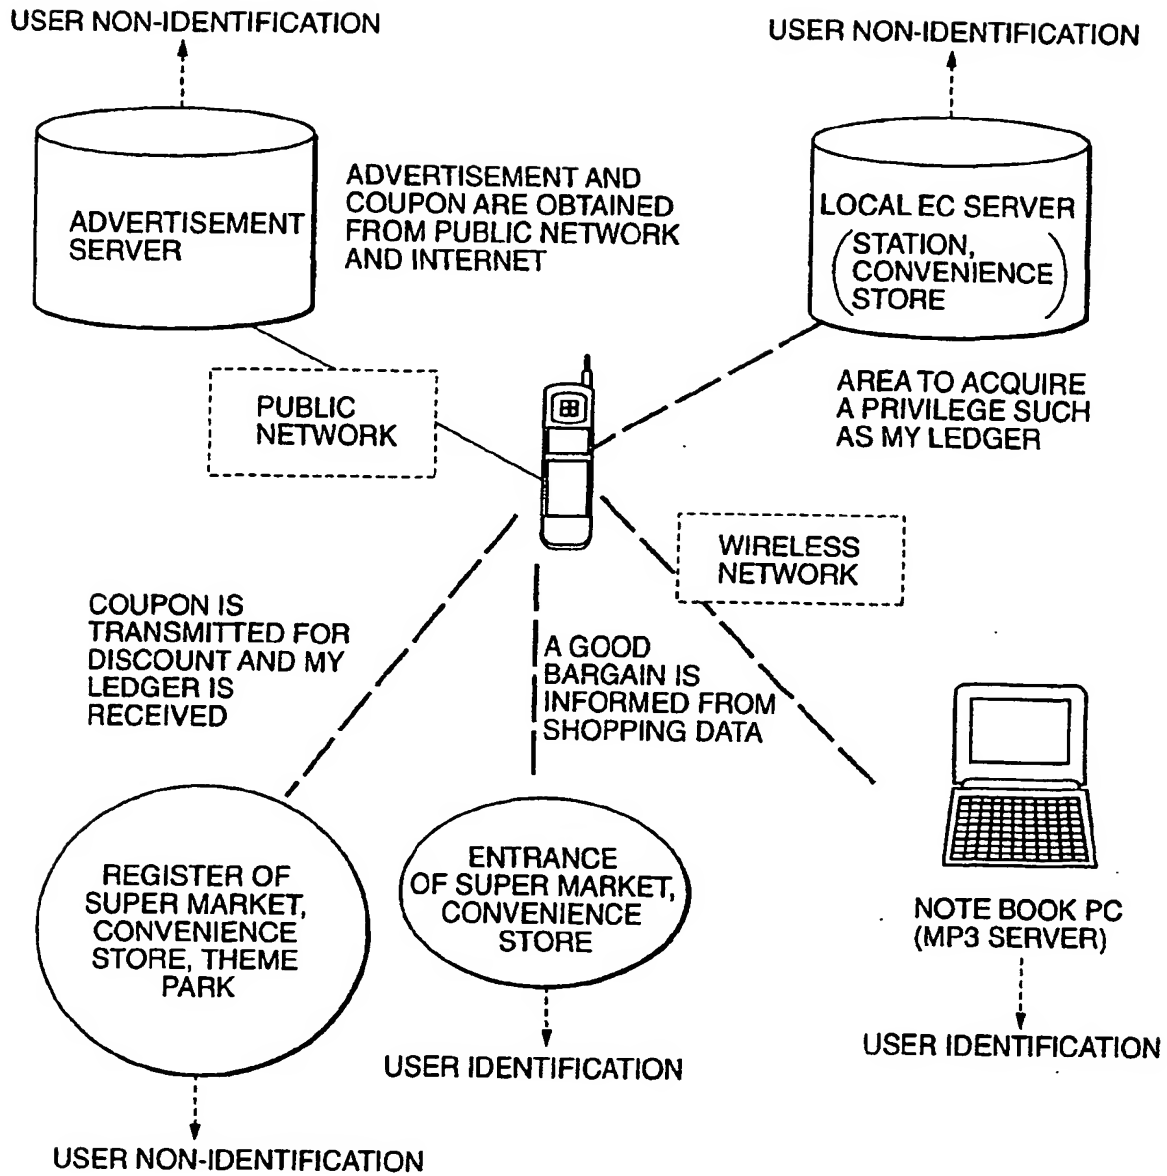 USER NON-IDENTIFICATION
USER NON-IDENTIFICATION
ADVERTISEMENT
SERVER
ADVERTISEMENT AND
COUPON ARE OBTAINED
FROM PUBLIC NETWORK
AND INTERNET
LOCAL EC SERVER
(STATION,
CONVENIENCE
STORE)
PUBLIC
NETWORK
AREA TO ACQUIRE
A PRIVILEGE SUCH
AS MY LEDGER
WIRELESS
NETWORK
COUPON IS
TRANSMITTED FOR
DISCOUNT AND MY
LEDGER IS
RECEIVED
A GOOD
BARGAIN IS
INFORMED FROM
SHOPPING DATA
REGISTER OF
SUPER MARKET,
CONVENIENCE
STORE, THEME
PARK
ENTRANCE
OF SUPER MARKET,
CONVENIENCE
STORE
NOTE BOOK PC
(MP3 SERVER)
USER IDENTIFICATION
USER IDENTIFICATION
USER NON-IDENTIFICATION